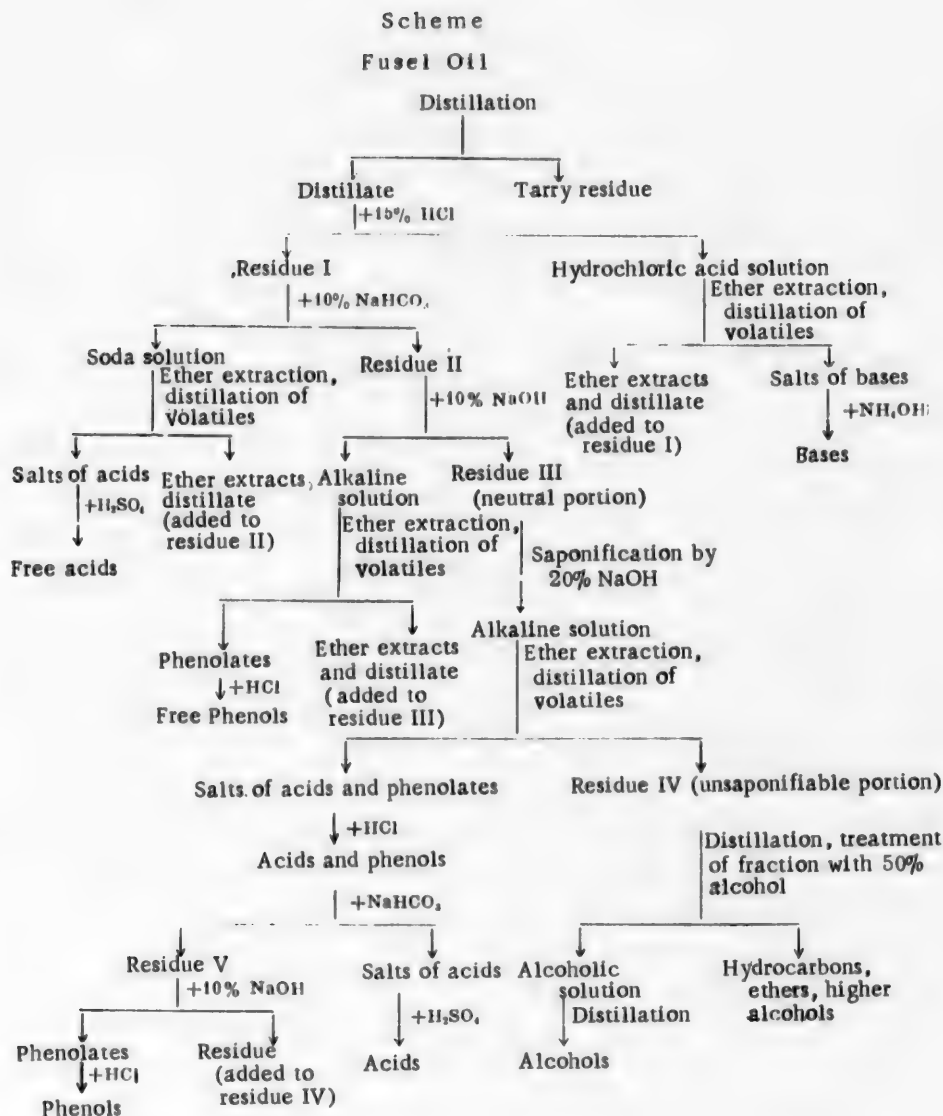 Scheme
Fusel Oil
Distillation
Distillate
Tarry residue
+15% HCl
Residue I
Hydrochloric acid solution
+10% NaHCO₃
Ether extraction,
distillation of
volatiles
Soda solution
Residue II
Ether extraction,
distillation of
volatiles
+10% NaOH
Ether extracts
and distillate
(added to
residue I)
Salts of bases
+NH₄OH
Bases
Salts of acids
+H₂SO₄
Free acids
Ether extracts,
distillate
(added to
residue II)
Alkaline
solution
Ether extraction,
distillation of
volatiles
Residue III
(neutral portion)
Saponification by
20% NaOH
Alkaline solution
Ether extraction,
distillation of
volatiles
Phenolates
+HCl
Free Phenols
Ether extracts
and distillate
(added to
residue III)
Salts. of acids and phenolates
Residue IV (unsaponifiable portion)
+HCl
Acids and phenols
+NaHCO₃
Distillation, treatment
of fraction with 50%
alcohol
Residue V
+10% NaOH
Salts of acids
+H₂SO₄
Acids
Alcoholic
solution
Distillation
Alcohols
Hydrocarbons,
ethers, higher
alcohols
Phenolates
+HCl
Phenols
Residue
(added to
residue IV)